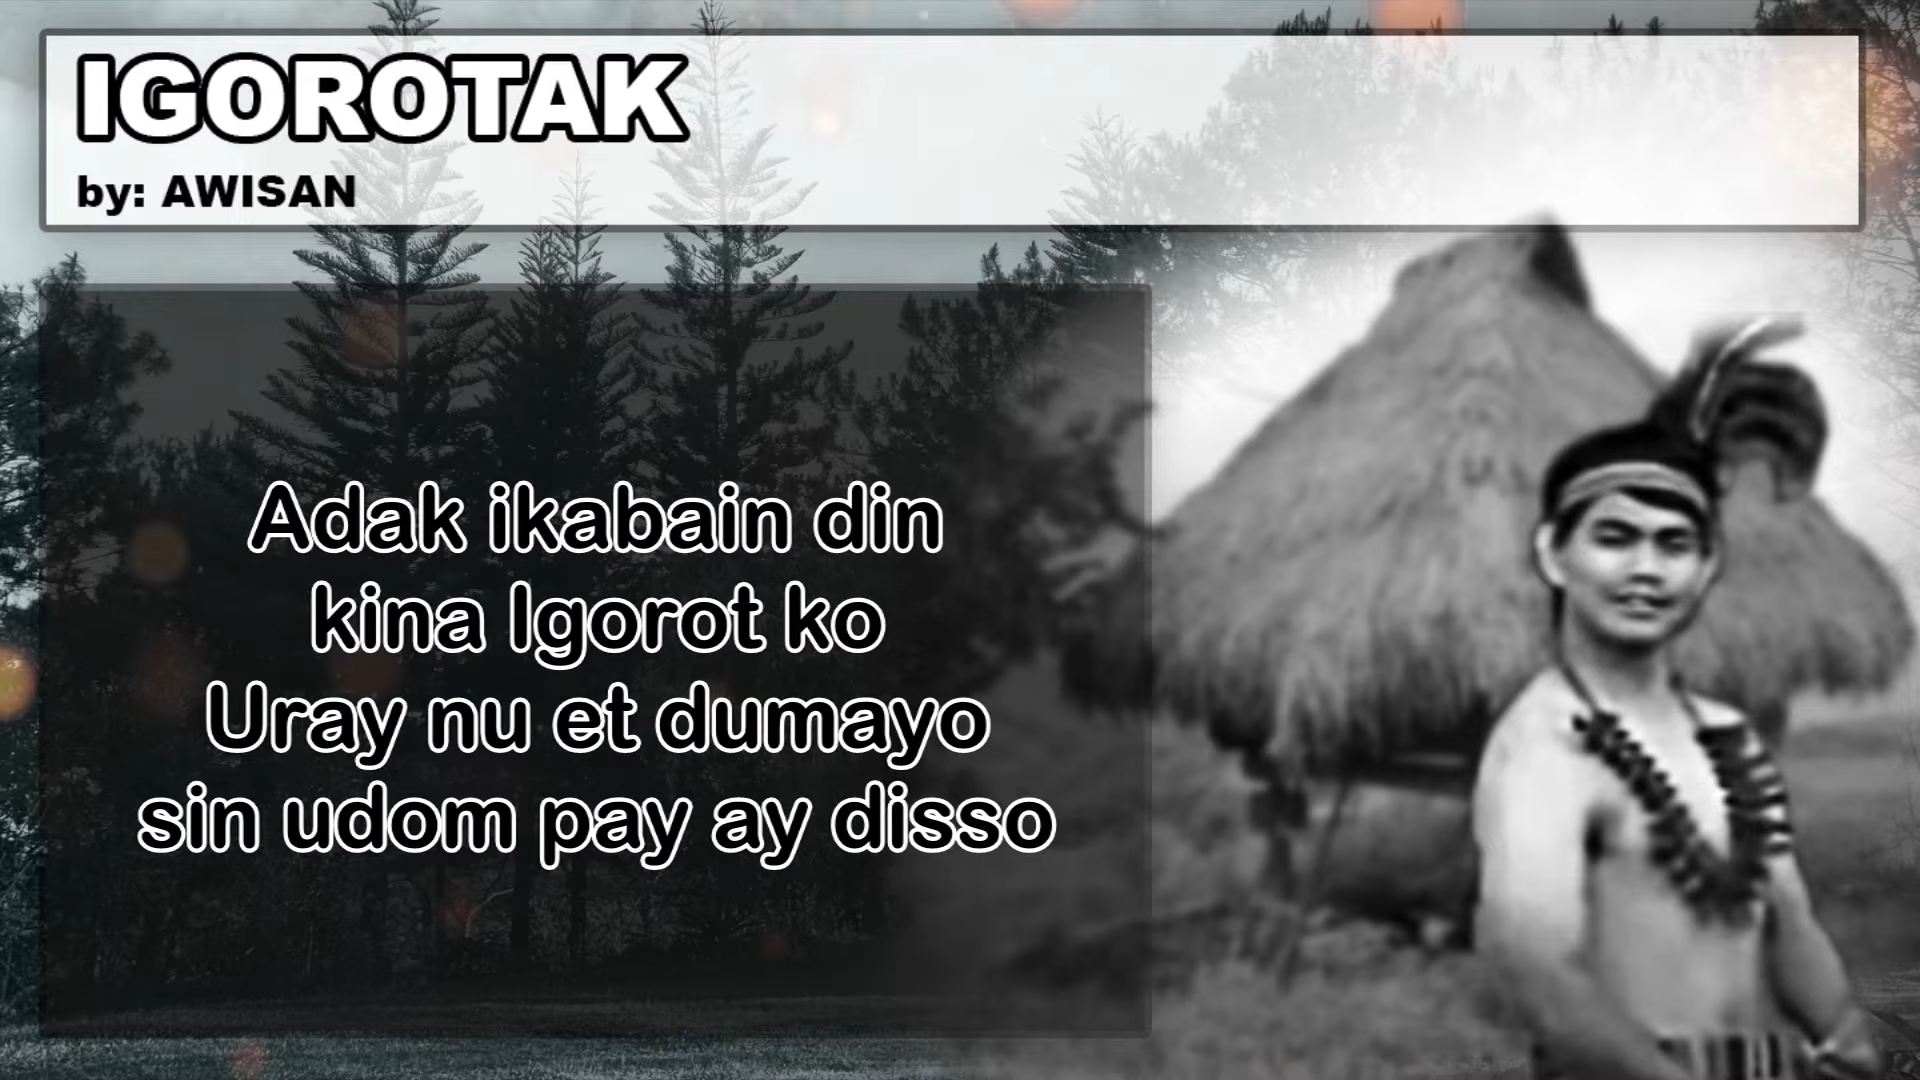 IGOROTAK
by: AWISAN
Adak ikabain din
kina Igorot ko
Uray nu et dumayo
sin udom pay ay disso